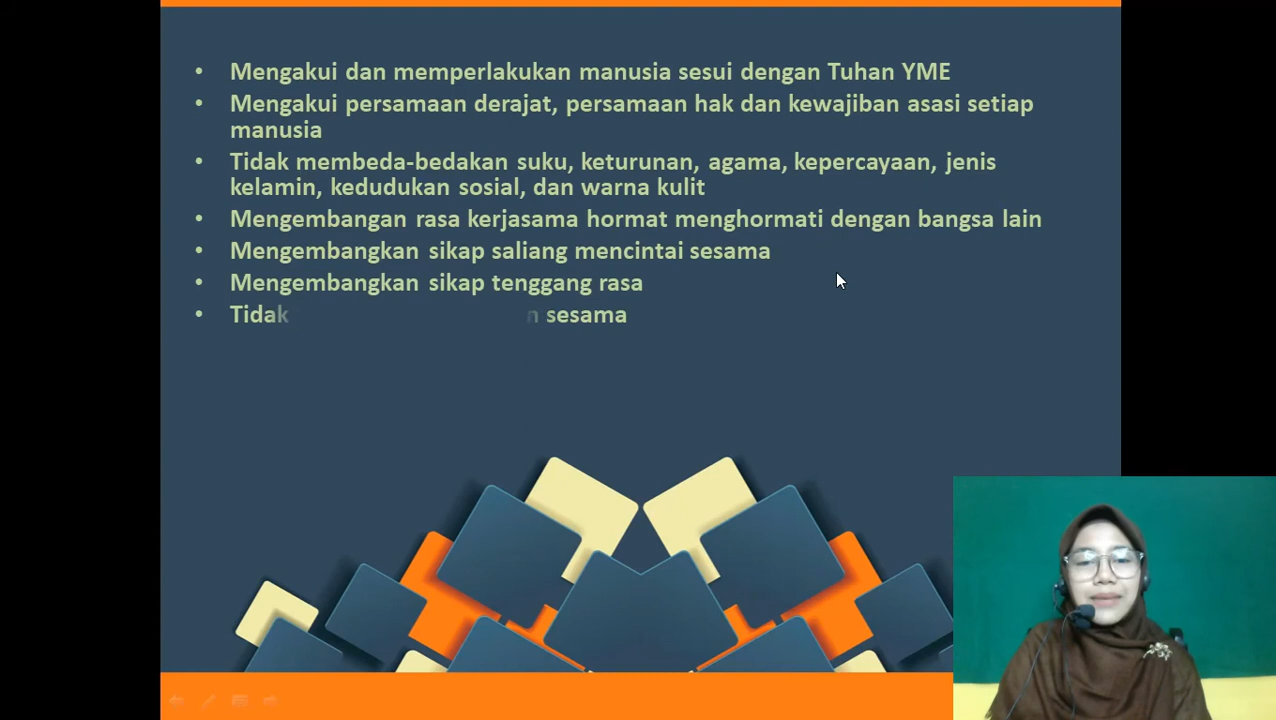 • Mengakui dan memperlakukan manusia sesui dengan Tuhan YME
• Mengakui persamaan derajat, persamaan hak dan kewajiban asasi setiap
manusia
• Tidak membeda-bedakan suku, keturunan, agama, kepercayaan, jenis
kelamin, kedudukan sosial, dan warna kulit
• Mengembangan rasa kerjasama hormat menghormati dengan bangsa lain
• Mengembangkan sikap saliang mencintai sesama
• Mengembangkan sikap tenggang rasa
• Tidak sesama